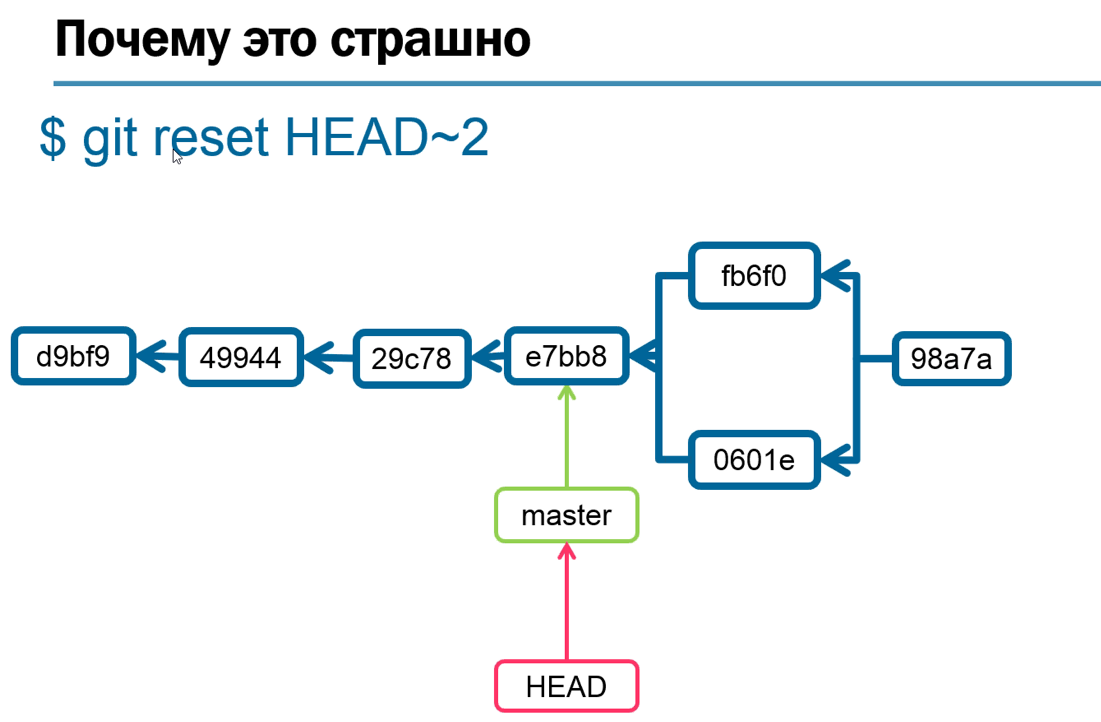 Почему это страшно
$ git reset HEAD~2
fb6f0
d9bf9
49944
29c78
e7bb8
98a7a
0601e
master
HEAD